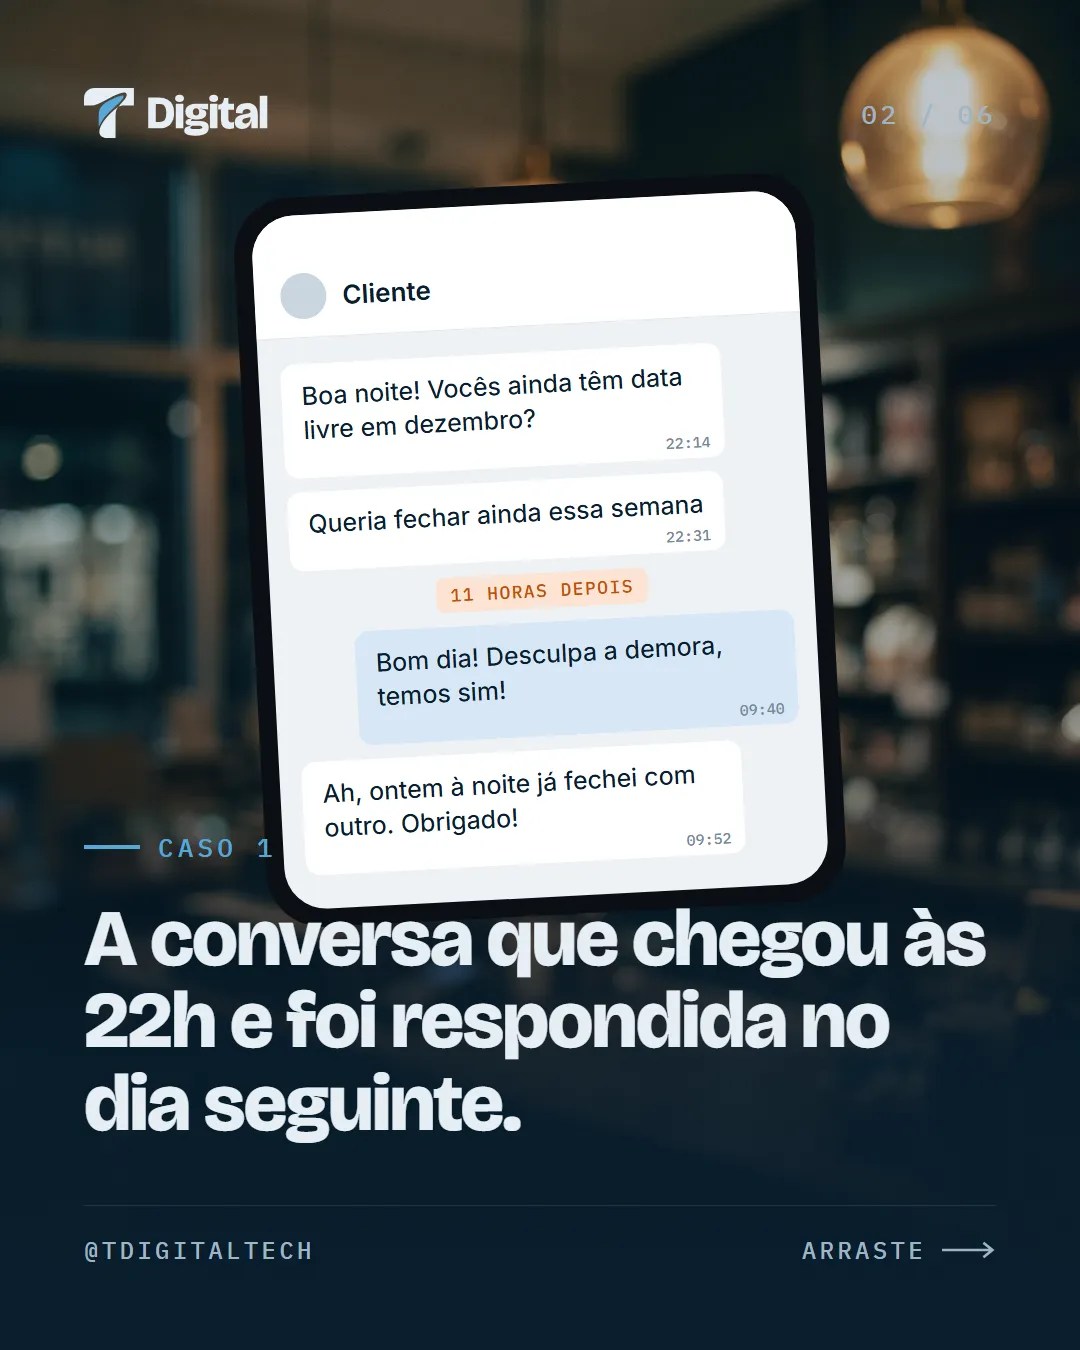 Digital
02 / 06
Cliente
Boa noite! Vocês ainda têm data
livre em dezembro?
22:14
Queria fechar ainda essa semana
22:31
11 HORAS DEPOIS
Bom dia! Desculpa a demora,
temos sim!
09:40
Ah, ontem à noite já fechei com
outro. Obrigado!
09:52
CASO 1
A conversa que chegou às
22h e foi respondida no
dia seguinte.
@TDIGITALTECH
ARRASTE